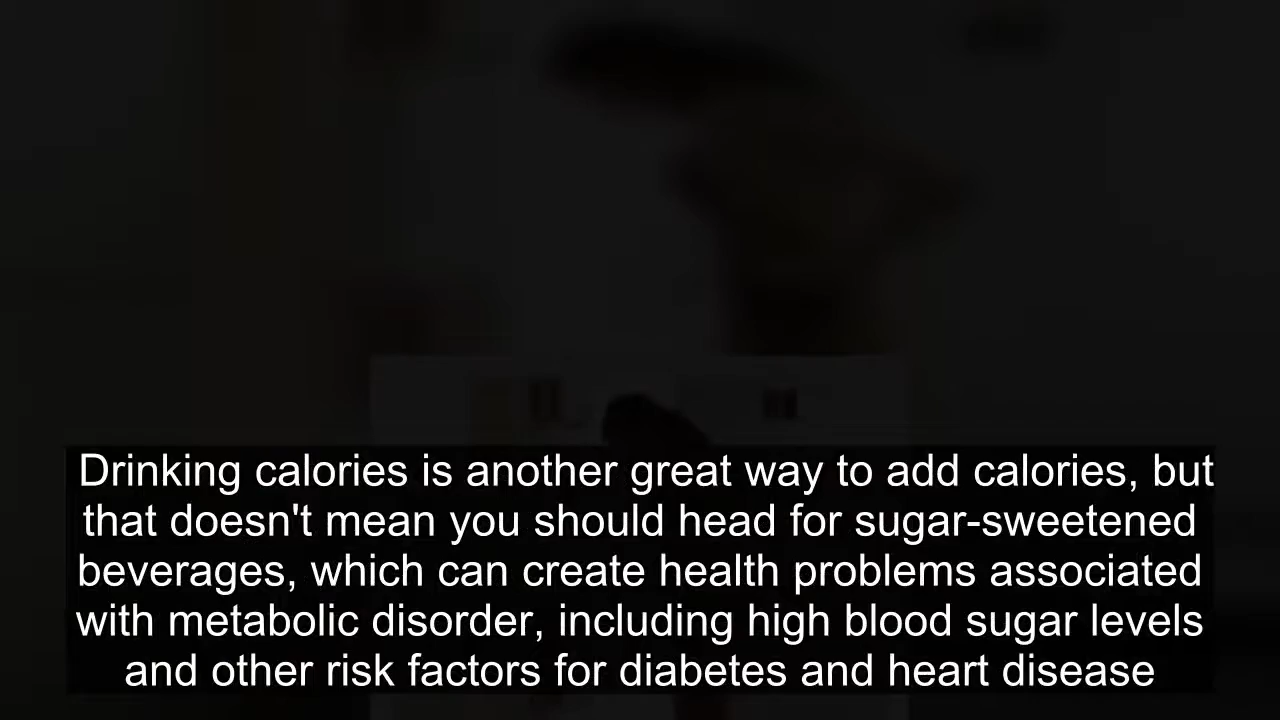 Drinking calories is another great way to add calories, but
that doesn't mean you should head for sugar-sweetened
beverages, which can create health problems associated
with metabolic disorder, including high blood sugar levels
and other risk factors for diabetes and heart disease